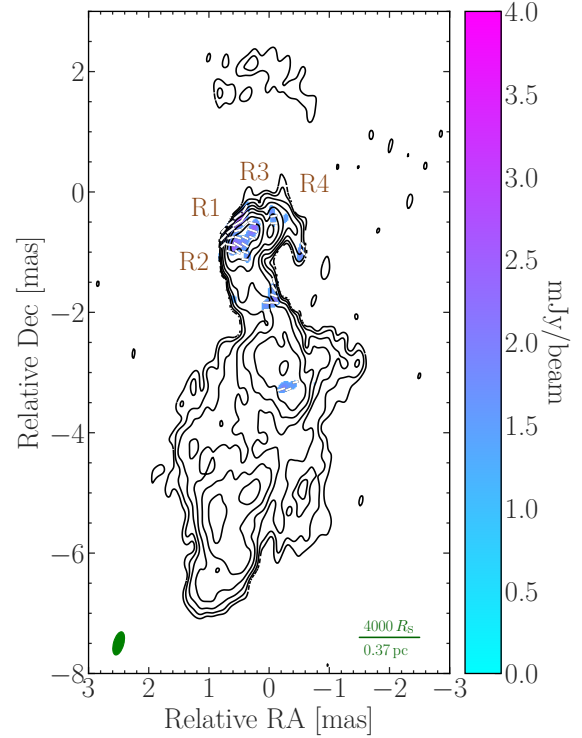 4.0
3.5
3.0
2.5
2.0
1.5
1.0
0.5
0.0
mJy/beam
2
0
−2
−4
−6
−8
Relative Dec [mas]
R3
R4
R1
R2
4000 Rs
0.37 pc
3 2 1 0 −1 −2 −3
Relative RA [mas]